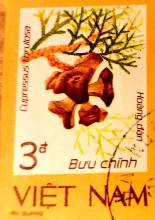 Cupressus torulosa
Hoàng đàn
3đ
Bưu chính
VIỆT NAM